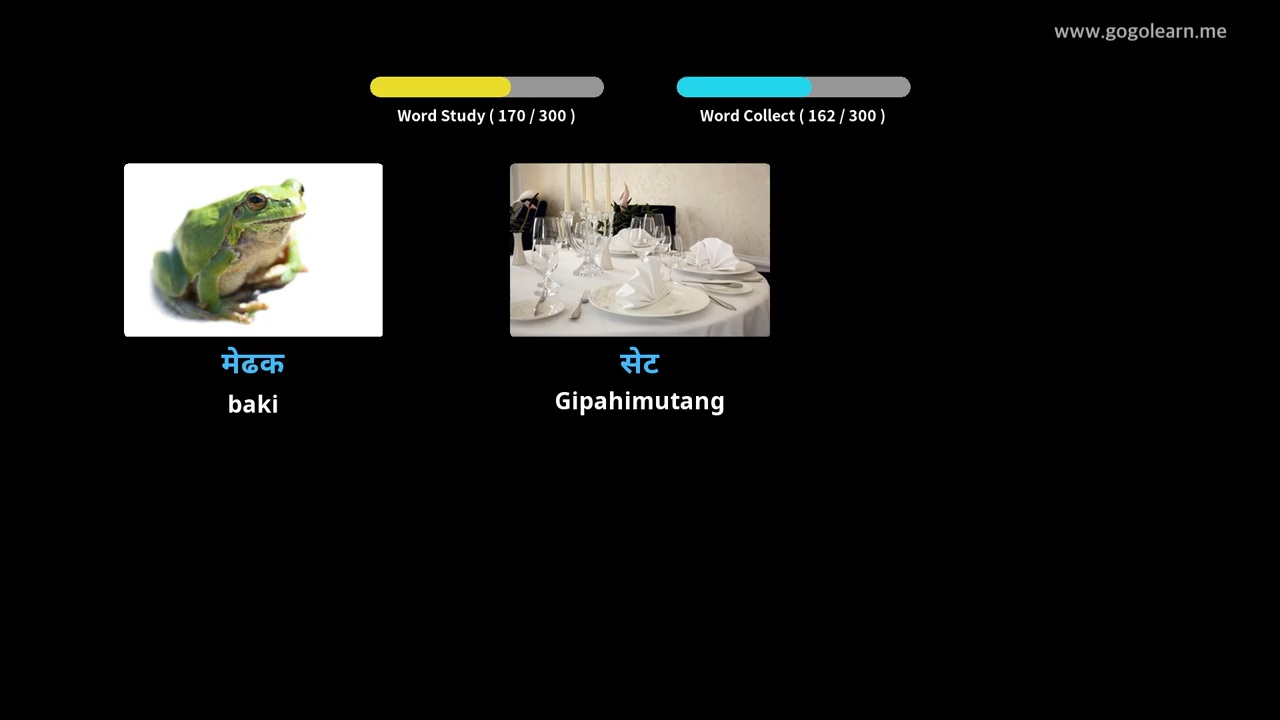 www.gogolearn.me
Word Study ( 170 / 300 )
Word Collect ( 162 / 300 )
मेढक
baki
सेट
Gipahimutang